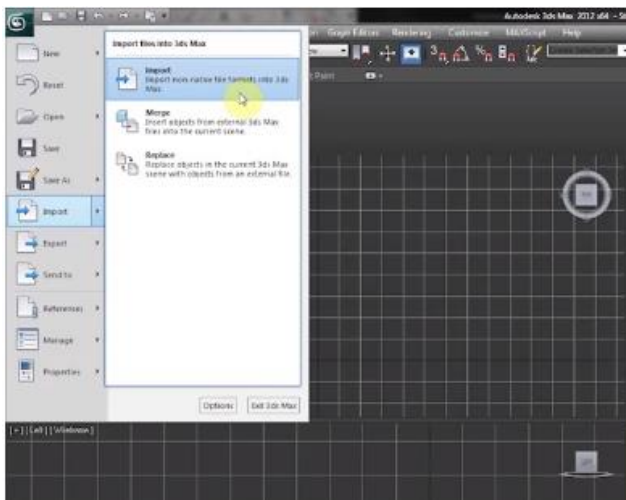 Autodesk 3ds Max 2012 x64 - St
Graph Editors Rendering Customize MAXScript Help
New
Reset
Open
Save
Save As
Import
Export
Send to
References
Manage
Properties
Import files into 3ds Max
Import
Import non-native file formats into 3ds
Max.
Merge
Insert objects from external 3ds Max
files into the current scene.
Replace
Replace objects in the current 3ds Max
scene with objects from an external file.
Paint
Options
Exit 3ds Max
[+][Left][Wireframe]